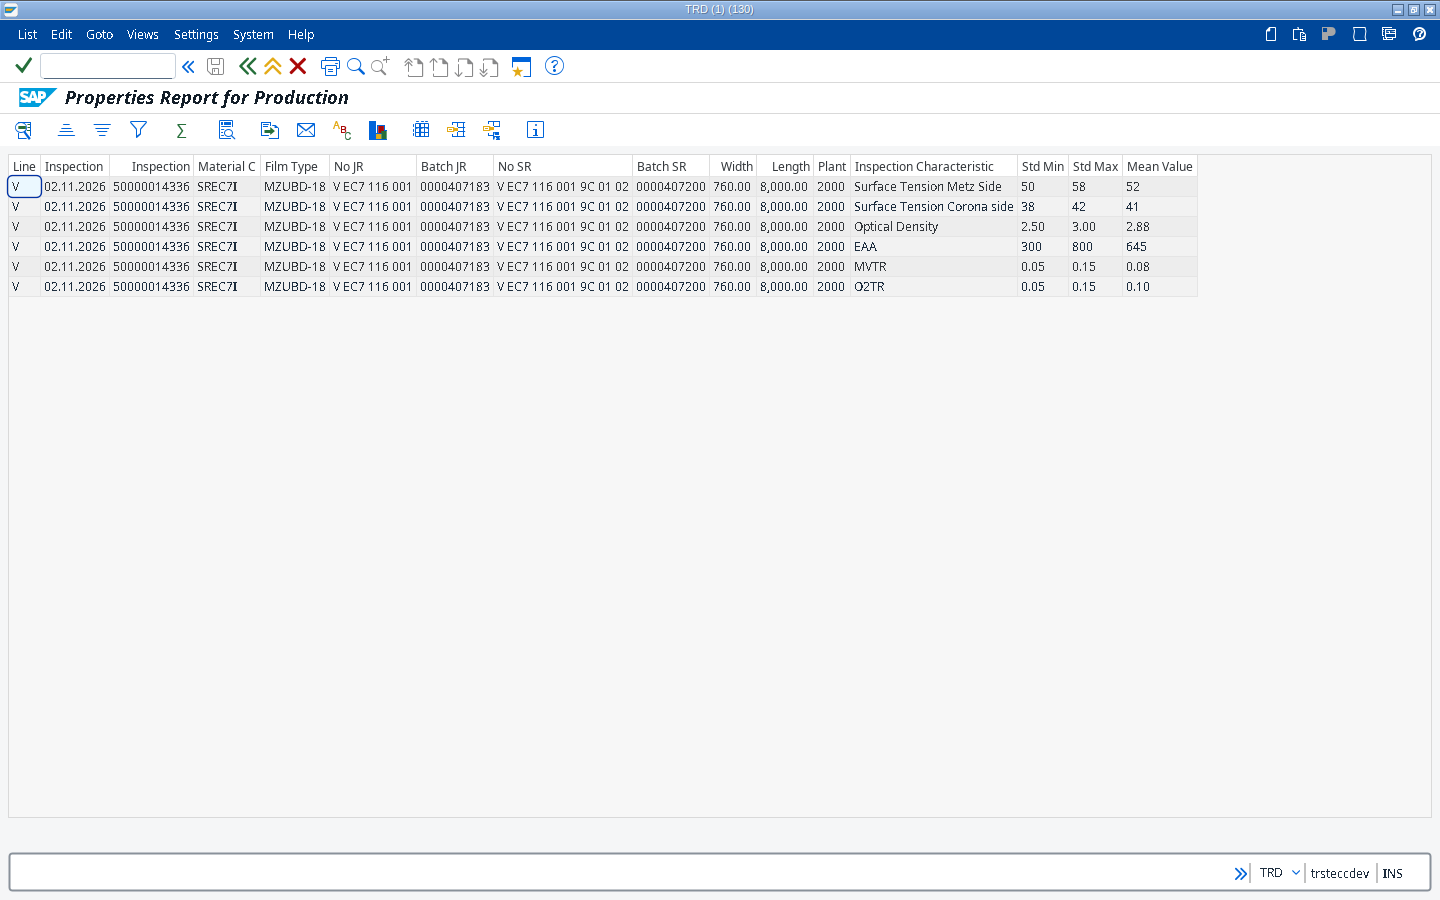 TRD (1) (130)
List Edit Goto Views Settings System Help
SAP Properties Report for Production
Line Inspection Inspection Material C Film Type No JR Batch JR No SR Batch SR Width Length Plant Inspection Characteristic Std Min Std Max Mean Value
V 02.11.2026 50000014336 SREC7I MZUBD-18 V EC7 116 001 0000407183 V EC7 116 001 9C 01 02 0000407200 760.00 8,000.00 2000 Surface Tension Metz Side 50 58 52
V 02.11.2026 50000014336 SREC7I MZUBD-18 V EC7 116 001 0000407183 V EC7 116 001 9C 01 02 0000407200 760.00 8,000.00 2000 Surface Tension Corona side 38 42 41
V 02.11.2026 50000014336 SREC7I MZUBD-18 V EC7 116 001 0000407183 V EC7 116 001 9C 01 02 0000407200 760.00 8,000.00 2000 Optical Density 2.50 3.00 2.88
V 02.11.2026 50000014336 SREC7I MZUBD-18 V EC7 116 001 0000407183 V EC7 116 001 9C 01 02 0000407200 760.00 8,000.00 2000 EAA 300 800 645
V 02.11.2026 50000014336 SREC7I MZUBD-18 V EC7 116 001 0000407183 V EC7 116 001 9C 01 02 0000407200 760.00 8,000.00 2000 MVTR 0.05 0.15 0.08
V 02.11.2026 50000014336 SREC7I MZUBD-18 V EC7 116 001 0000407183 V EC7 116 001 9C 01 02 0000407200 760.00 8,000.00 2000 O2TR 0.05 0.15 0.10
TRD trsteccdev INS